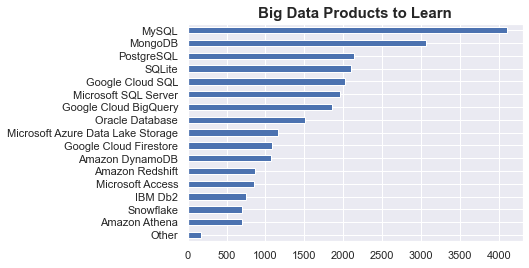 Big Data Products to Learn
MySQL
MongoDB
PostgreSQL
SQLite
Google Cloud SQL
Microsoft SQL Server
Google Cloud BigQuery
Oracle Database
Microsoft Azure Data Lake Storage
Google Cloud Firestore
Amazon DynamoDB
Amazon Redshift
Microsoft Access
IBM Db2
Snowflake
Amazon Athena
Other
0 500 1000 1500 2000 2500 3000 3500 4000